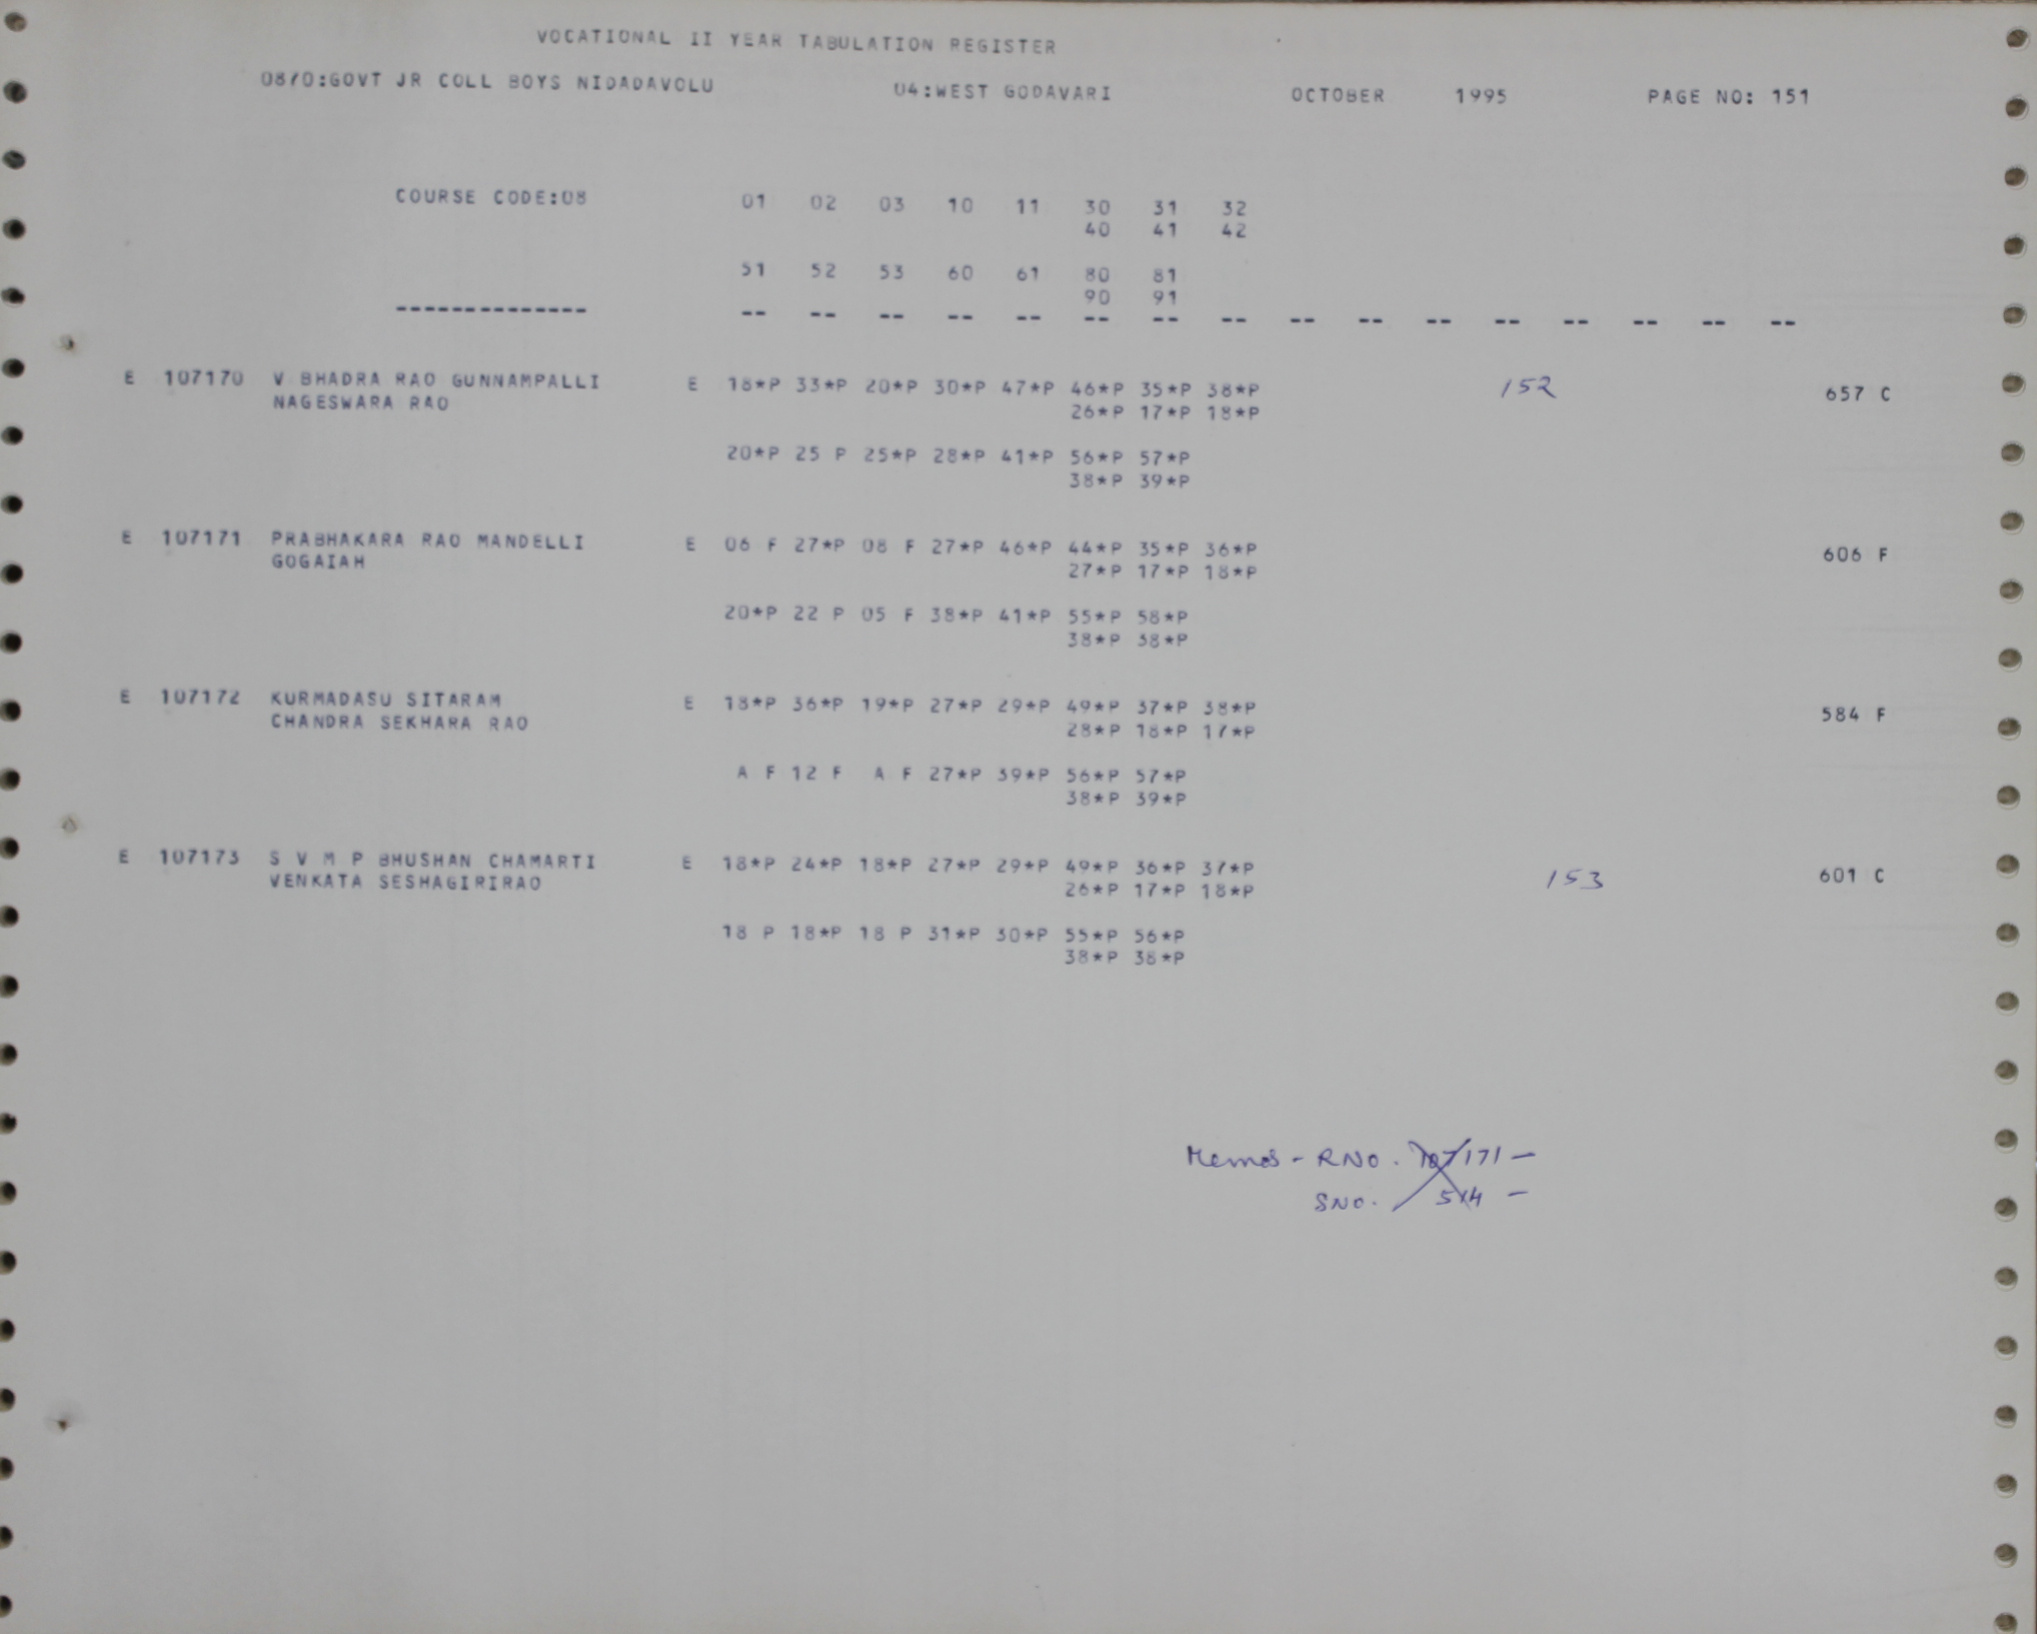 VOCATIONAL II YEAR TABULATION REGISTER
0870:GOVT JR COLL BOYS NIDADAVOLU 04:WEST GODAVARI OCTOBER 1995 PAGE NO: 151
COURSE CODE:08 01 02 03 10 11 30 31 32
40 41 42
51 52 53 60 61 80 81
90 91
-------------- -- -- -- -- -- -- -- -- -- -- -- -- -- -- -- --
E 107170 V BHADRA RAO GUNNAMPALLI E 18*P 33*P 20*P 30*P 47*P 46*P 35*P 38*P 152 657 C
NAGESWARA RAO 26*P 17*P 18*P
20*P 25 P 25*P 28*P 41*P 56*P 57*P
38*P 39*P
E 107171 PRABHAKARA RAO MANDELLI E 06 F 27*P 08 F 27*P 46*P 44*P 35*P 36*P 606 F
GOGAIAH 27*P 17*P 18*P
20*P 22 P 05 F 38*P 41*P 55*P 58*P
38*P 38*P
E 107172 KURMADASU SITARAM E 18*P 36*P 19*P 27*P 29*P 49*P 37*P 38*P 584 F
CHANDRA SEKHARA RAO 28*P 18*P 17*P
A F 12 F A F 27*P 39*P 56*P 57*P
38*P 39*P
E 107173 S V M P BHUSHAN CHAMARTI E 18*P 24*P 18*P 27*P 29*P 49*P 36*P 37*P 153 601 C
VENKATA SESHAGIRIRAO 26*P 17*P 18*P
18 P 18*P 18 P 31*P 30*P 55*P 56*P
38*P 38*P
Memos - RNO. 107171 -
SNO. 514 -